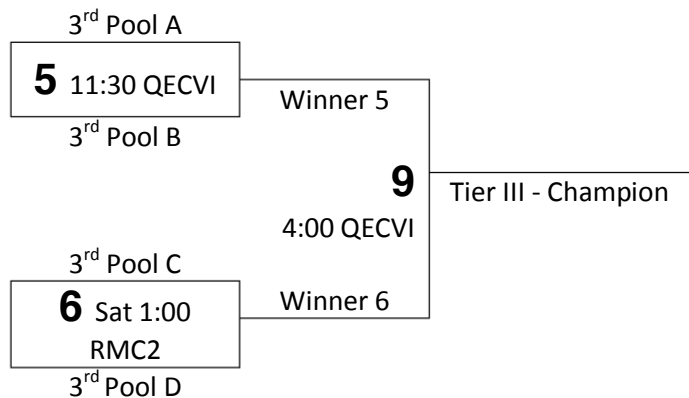 3rd Pool A
5 11:30 QECVI
3rd Pool B
Winner 5
9
4:00 QECVI
Tier III - Champion
3rd Pool C
6 Sat 1:00
RMC2
3rd Pool D
Winner 6